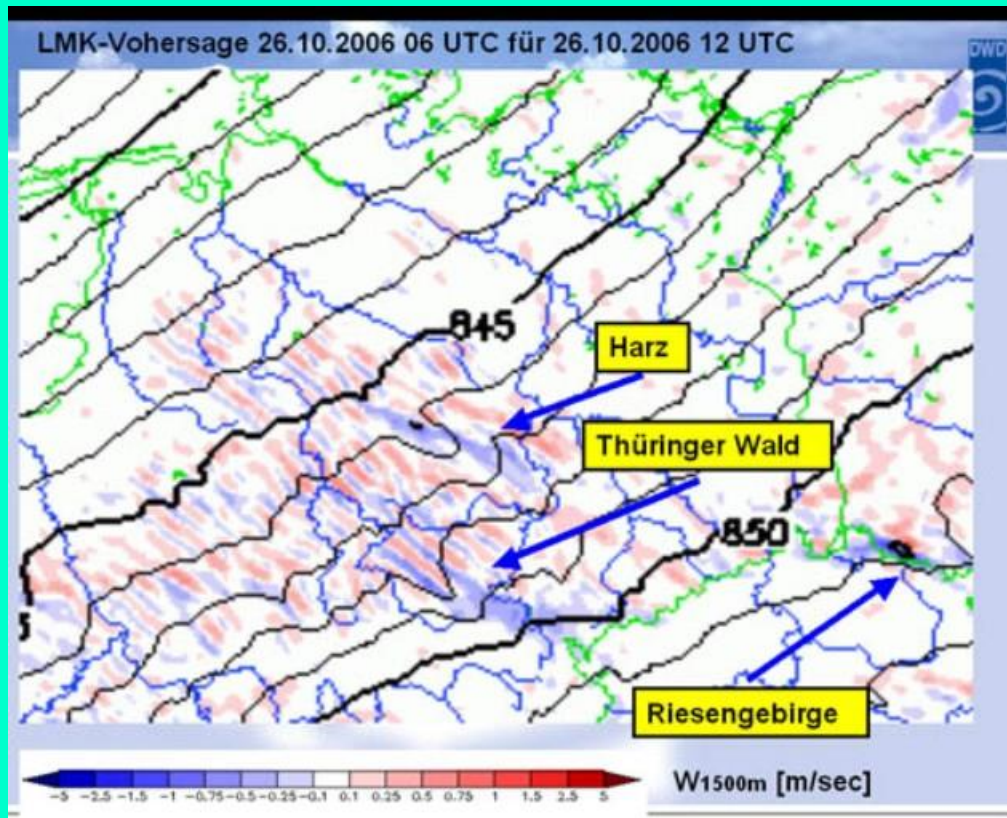 LMK-Vohersage 26.10.2006 06 UTC für 26.10.2006 12 UTC
DWD
845
Harz
Thüringer Wald
850
5
Riesengebirge
-5 -2.5 -1.5 -1 -0.75 -0.5 -0.25 -0.1 0.1 0.25 0.5 0.75 1 1.5 2.5 5
W1500m [m/sec]